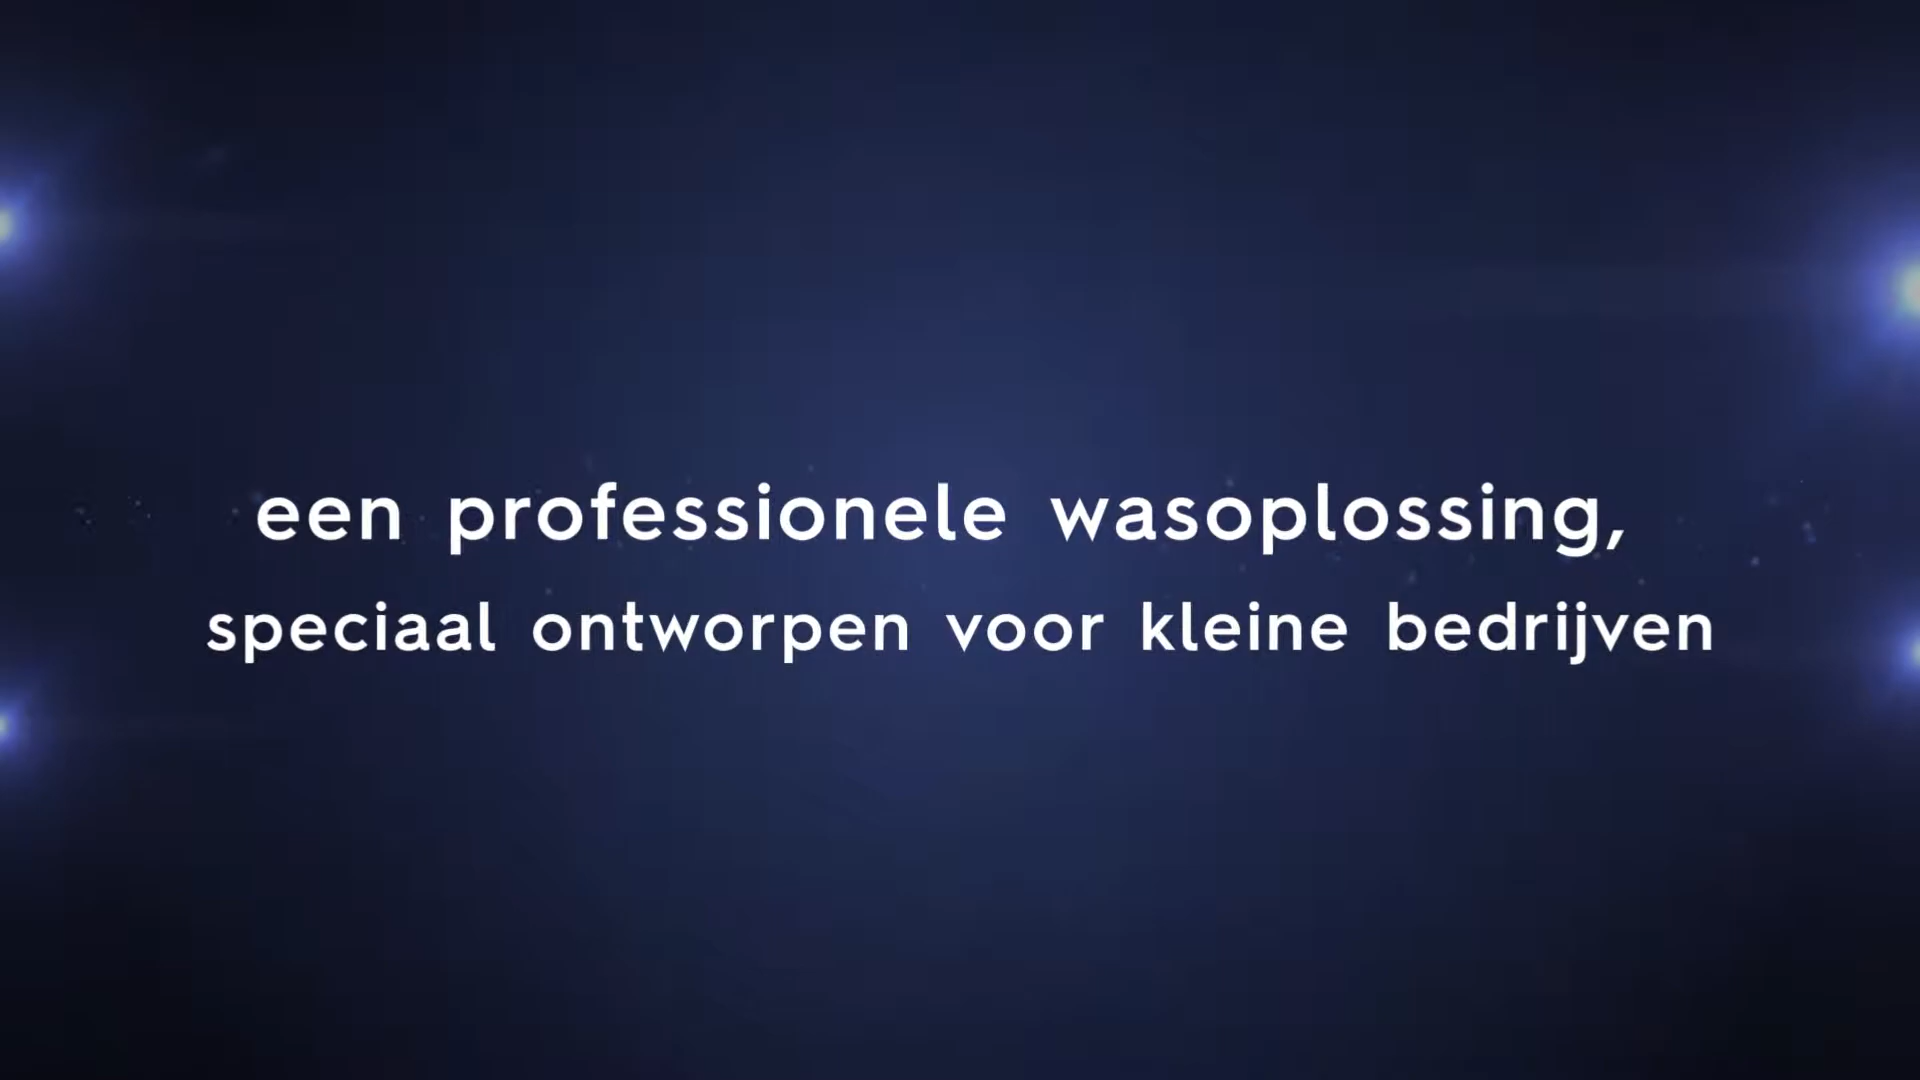 een professionele wasoplossing,
speciaal ontworpen voor kleine bedrijven